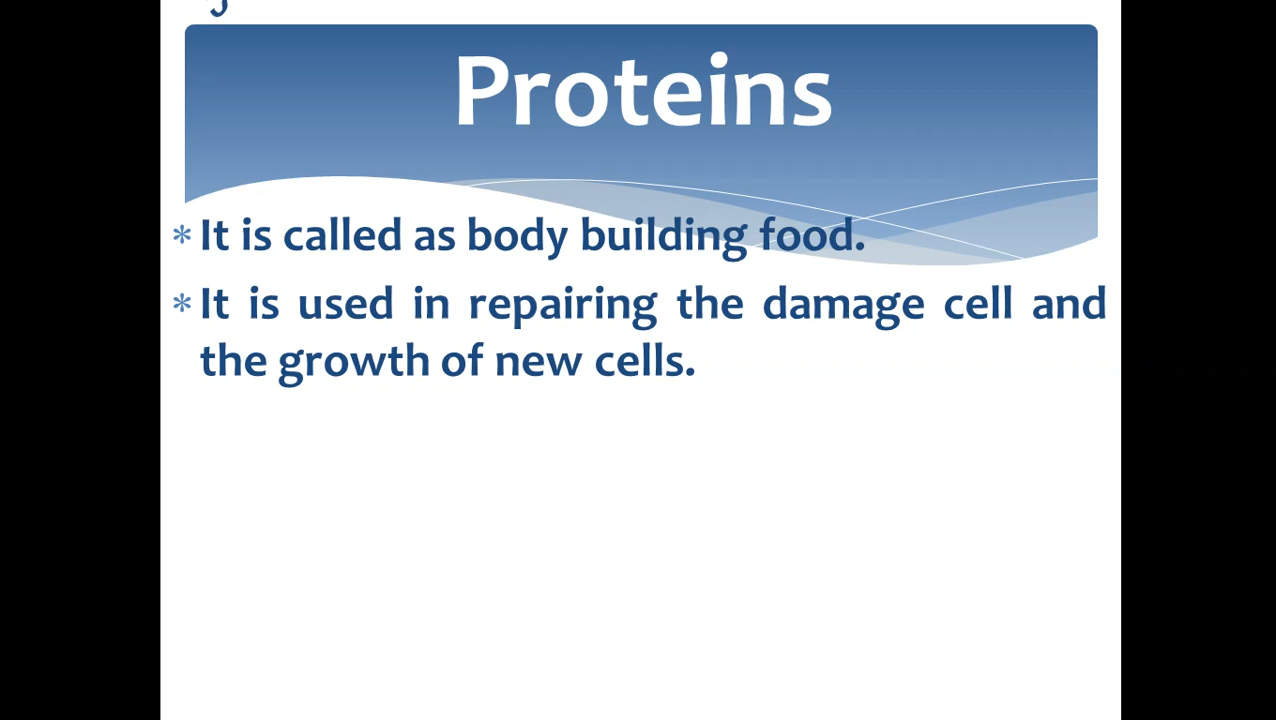 Proteins
* It is called as body building food.
* It is used in repairing the damage cell and
the growth of new cells.